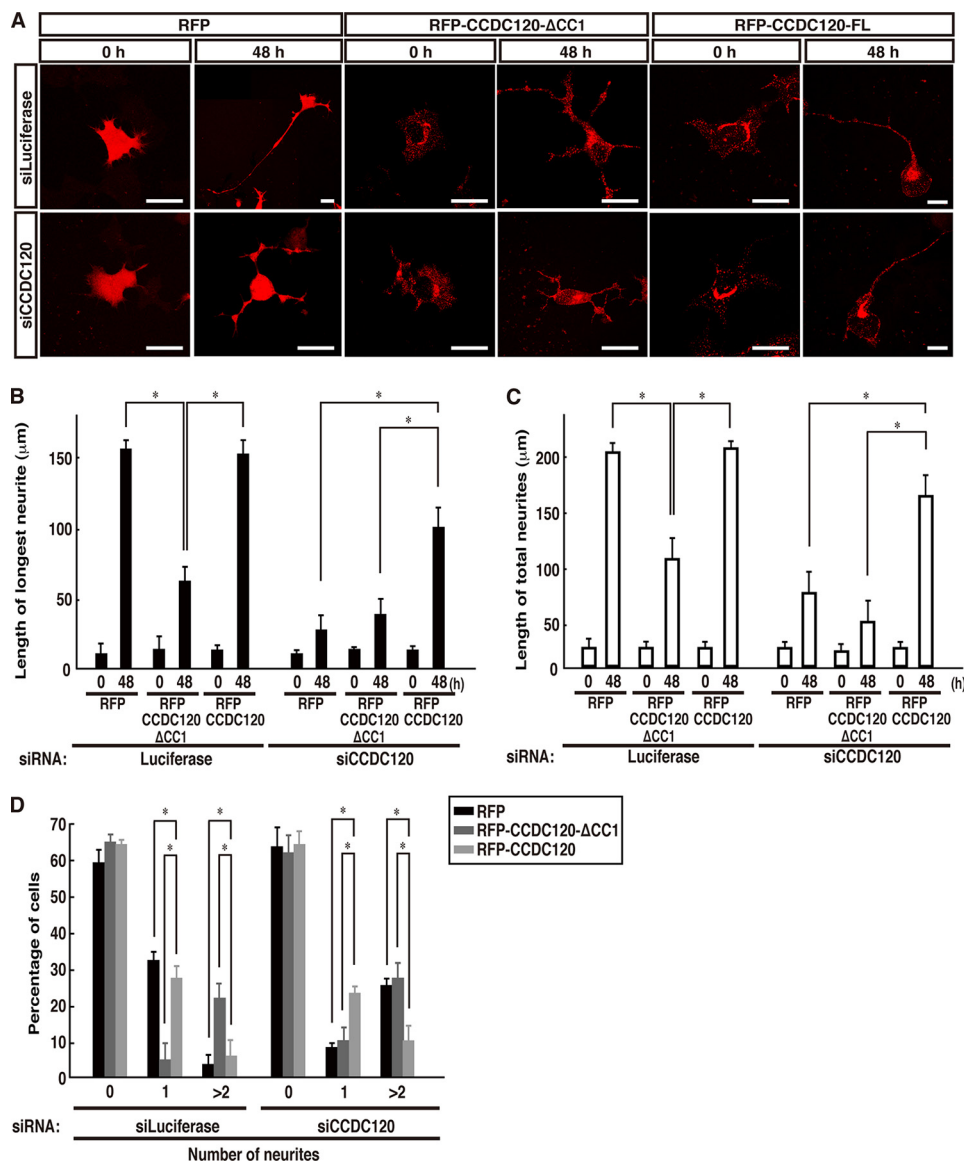 A
RFP
RFP-CCDC120-ΔCC1
RFP-CCDC120-FL
0 h
48 h
0 h
48 h
0 h
48 h
siLuciferase
siCCDC120
B
Length of longest neurite (μm)
150
100
50
0
*
*
*
*
0 48 0 48 0 48 0 48 0 48 0 48 (h)
RFP RFP RFP RFP RFP RFP
CCDC120 CCDC120 CCDC120 CCDC120
ΔCC1 ΔCC1
siRNA: Luciferase siCCDC120
C
Length of total neurites (μm)
200
150
100
50
0
*
*
*
*
0 48 0 48 0 48 0 48 0 48 0 48 (h)
RFP RFP RFP RFP RFP RFP
CCDC120 CCDC120 CCDC120 CCDC120
ΔCC1 ΔCC1
siRNA: Luciferase siCCDC120
D
RFP
RFP-CCDC120-ΔCC1
RFP-CCDC120
Percentage of cells
70
60
50
40
30
20
10
0
* * * *
* * * *
0 1 >2 0 1 >2
siRNA: siLuciferase siCCDC120
Number of neurites